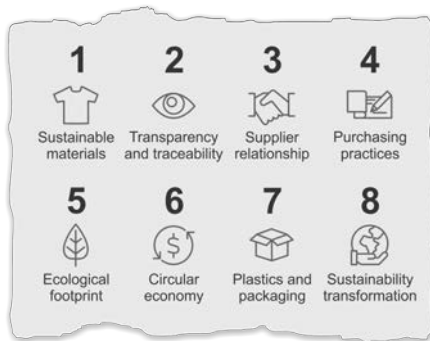 1 2 3 4
Sustainable Transparency Supplier Purchasing
materials and traceability relationship practices
5 6 7 8
Ecological Circular Plastics and Sustainability
footprint economy packaging transformation